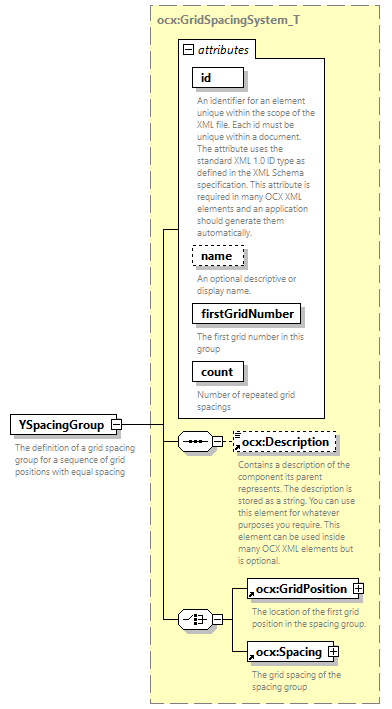 ocx:GridSpacingSystem_T
attributes
id
An identifier for an element
unique within the scope of the
XML file. Each id must be
unique within a document.
The attribute uses the
standard XML 1.0 ID type as
defined in the XML Schema
specification. This attribute is
required in many OCX XML
elements and an application
should generate them
automatically.
name
An optional descriptive or
display name.
firstGridNumber
The first grid number in this
group
count
Number of repeated grid
spacings
YSpacingGroup
The definition of a grid spacing
group for a sequence of grid
positions with equal spacing
ocx:Description
Contains a description of the
component its parent
represents. The description is
stored as a string. You can use
this element for whatever
purposes you require. This
element can be used inside
many OCX XML elements but
is optional.
ocx:GridPosition
The location of the first grid
position in the spacing group.
ocx:Spacing
The grid spacing of the
spacing group